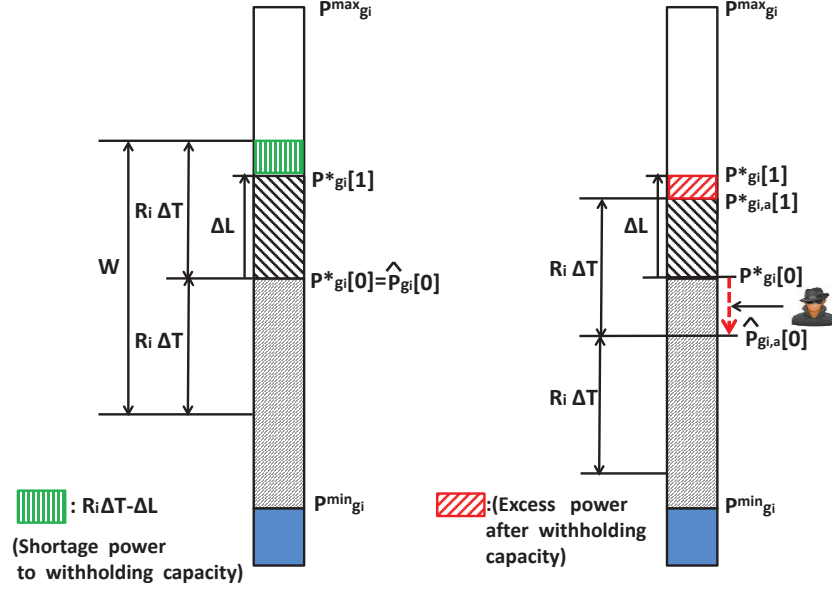 P^max_gi
W
Ri ΔT
ΔL
P*gi[1]
P*gi[0]=P̂gi[0]
Ri ΔT
P^min_gi
: RiΔT-ΔL
(Shortage power
to withholding capacity)
P^max_gi
P*gi[1]
P*gi,a[1]
ΔL
Ri ΔT
P*gi[0]
P̂gi,a[0]
Ri ΔT
P^min_gi
:(Excess power
after withholding
capacity)